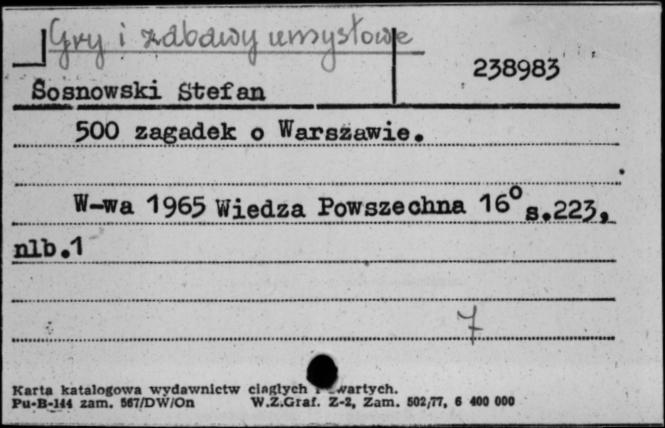 Gry i zabawy umysłowe
238983
Sosnowski Stefan
500 zagadek o Warszawie.
W-wa 1965 Wiedza Powszechna 16° s.223,
nlb.1
7
Karta katalogowa wydawnictw ciągłych i zwartych.
Pu-B-144 zam. 567/DW/On W.Z.Graf. Z-2, Zam. 502/77, 6 400 000